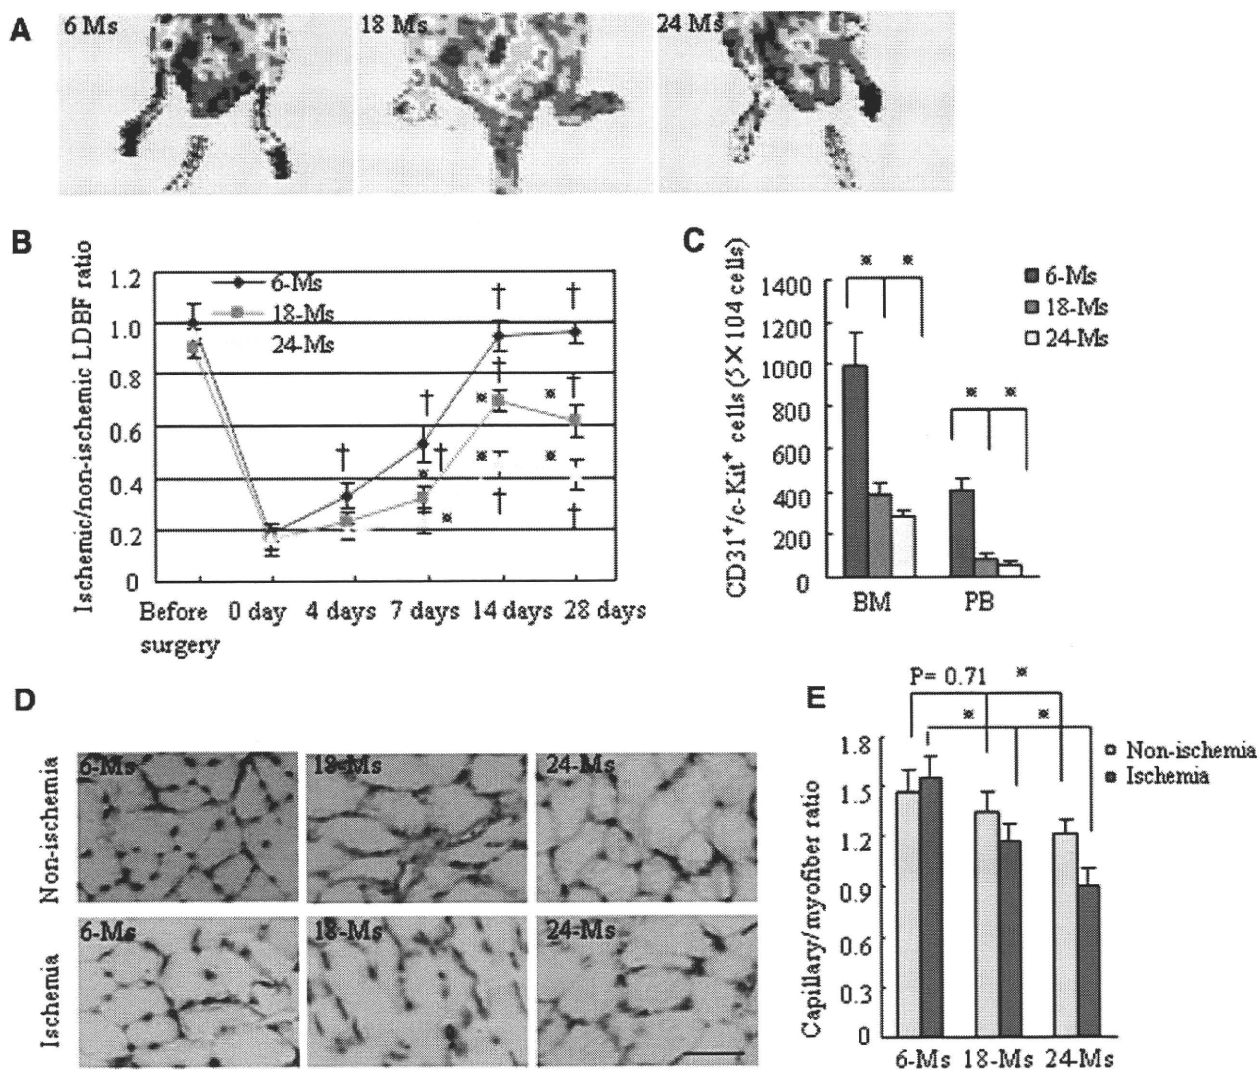 A
6 Ms
18 Ms
24 Ms
B
Ischemic/non-ischemic LDBF ratio
1.2
1.0
0.8
0.6
0.4
0.2
0
6-Ms
18-Ms
24-Ms
† † † † † † † † †
* * * * * *
Before surgery
0 day
4 days
7 days
14 days
28 days
C
CD31+/c-Kit+ cells (5×104 cells)
1400
1200
1000
800
600
400
200
0
* *
* *
6-Ms
18-Ms
24-Ms
BM
PB
D
Non-ischemia
6-Ms
18-Ms
24-Ms
Ischemia
6-Ms
18-Ms
24-Ms
E
P= 0.71
*
* *
Capillary/myofiber ratio
1.8
1.5
1.2
0.9
0.6
0.3
0
Non-ischemia
Ischemia
6-Ms
18-Ms
24-Ms